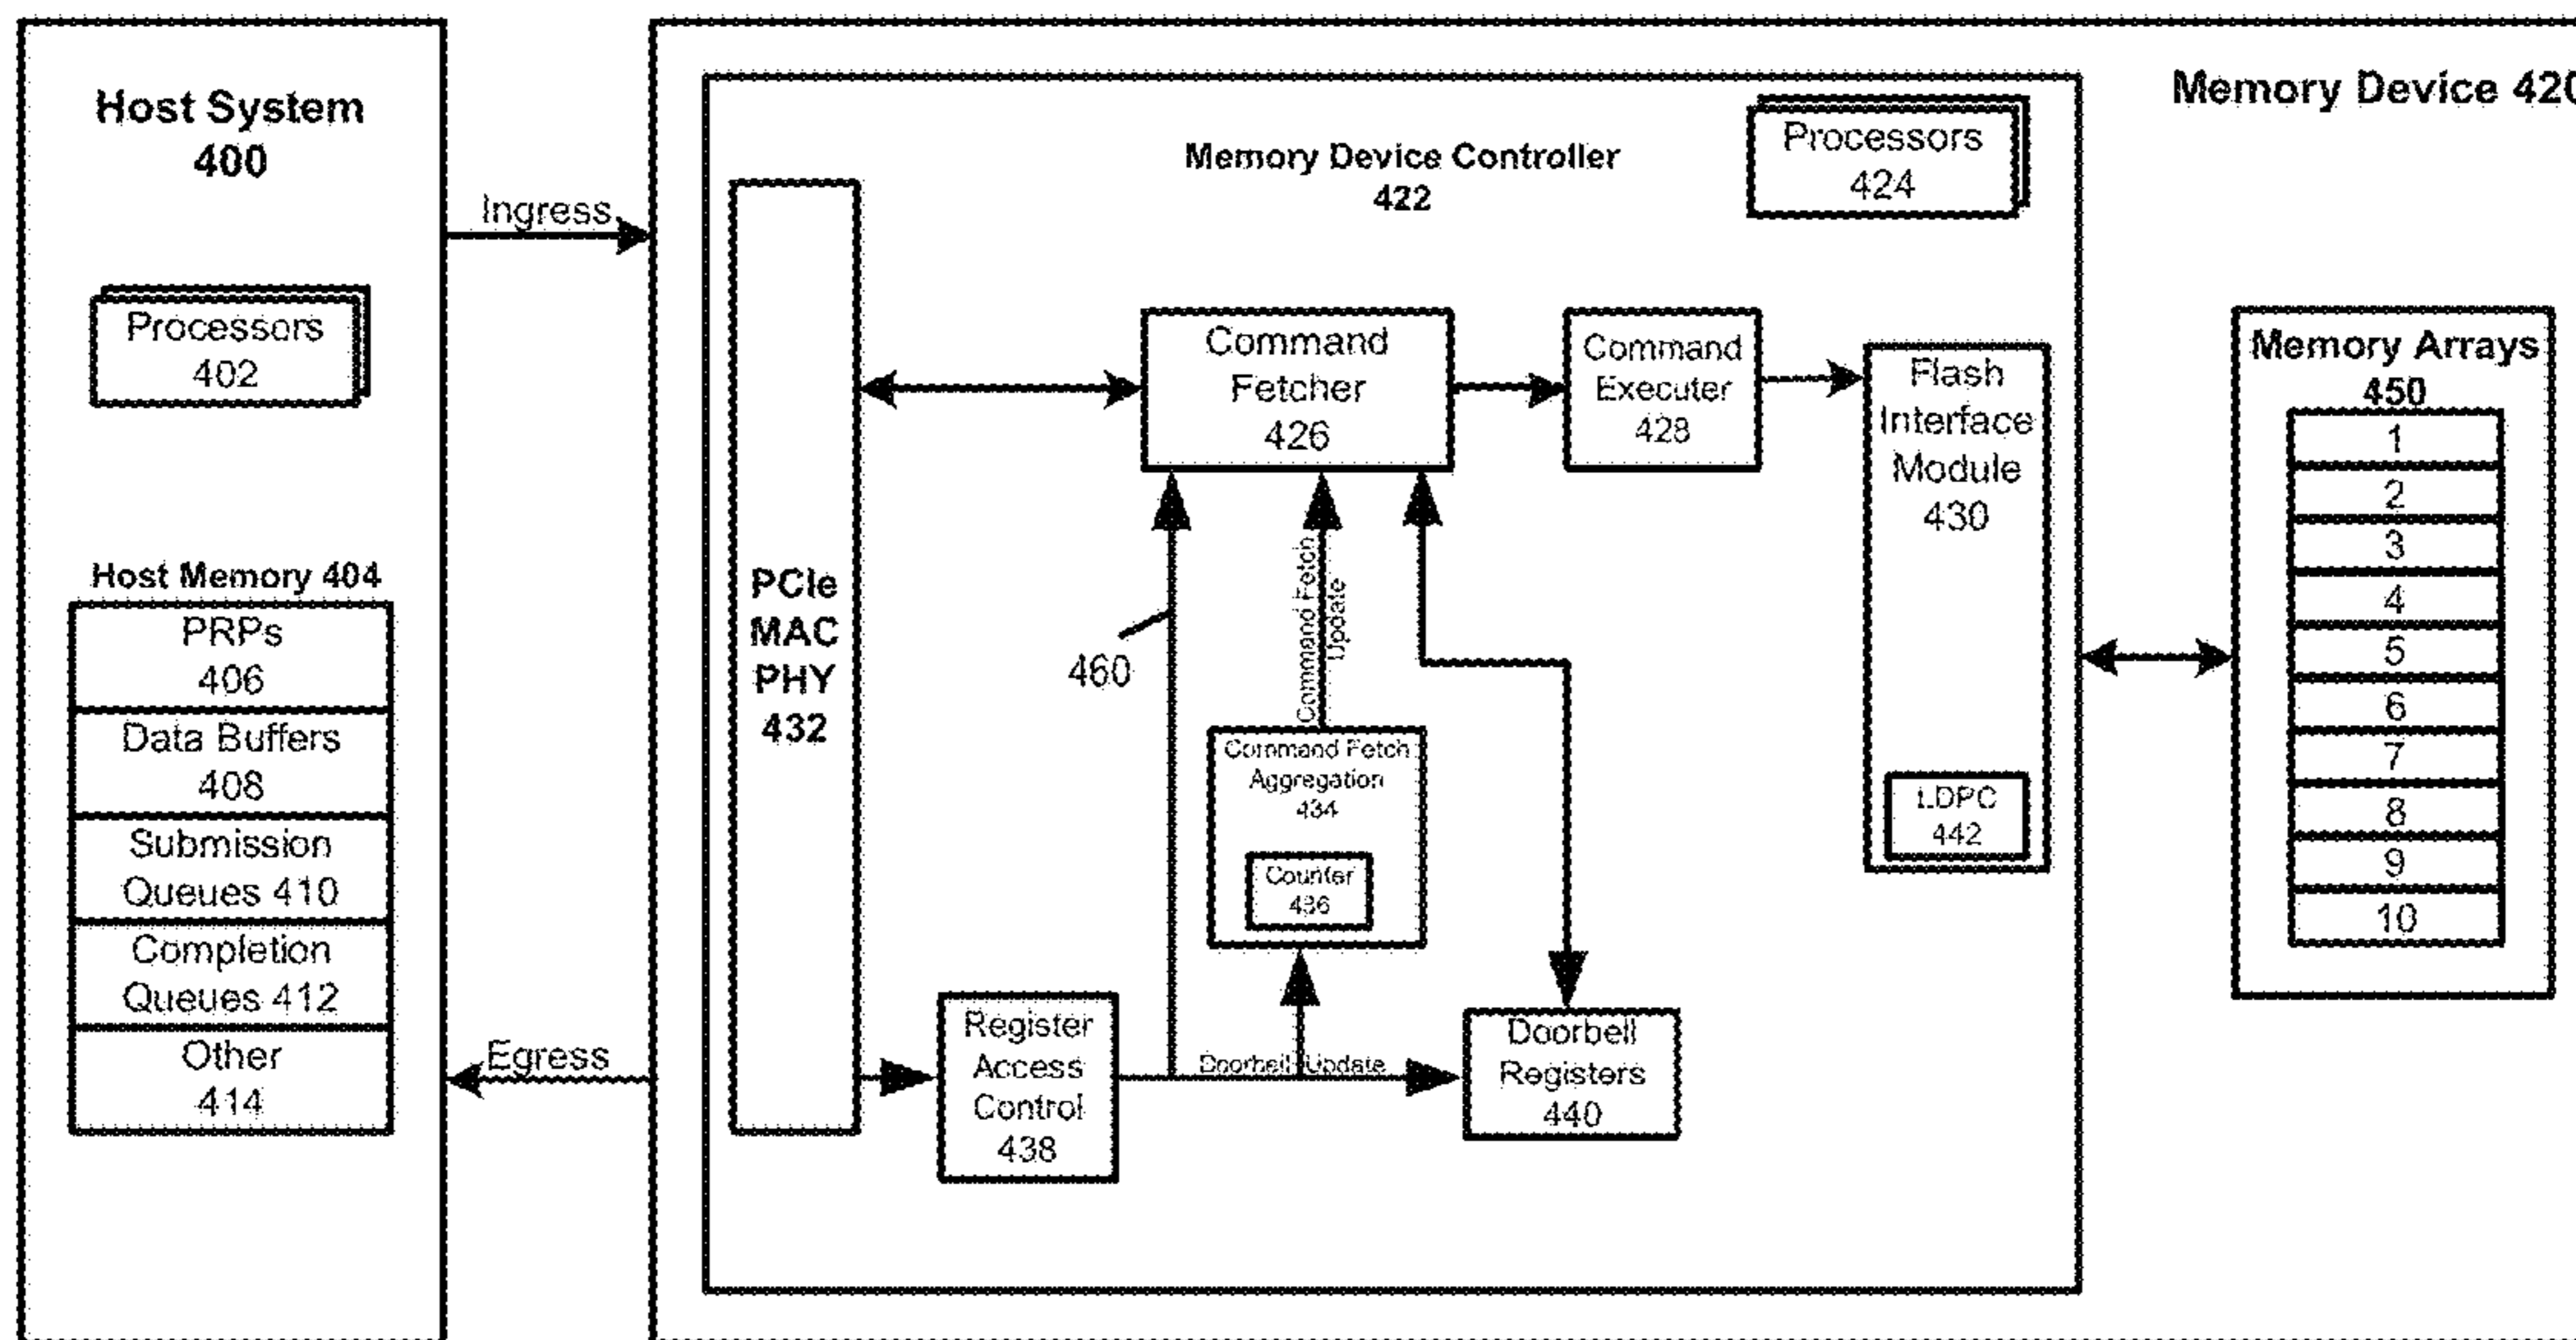 Host System
400
Processors
402
Host Memory 404
PRPs
406
Data Buffers
408
Submission
Queues 410
Completion
Queues 412
Other
414
Ingress
Egress
Memory Device 420
Memory Device Controller
422
Processors
424
PCIe
MAC
PHY
432
Command
Fetcher
426
Command
Executer
428
Flash
Interface
Module
430
LDPC
442
460
Command Fetch
Update
Command Fetch
Aggregation
434
Counter
436
Register
Access
Control
438
Doorbell Update
Doorbell
Registers
440
Memory Arrays
450
1
2
3
4
5
6
7
8
9
10